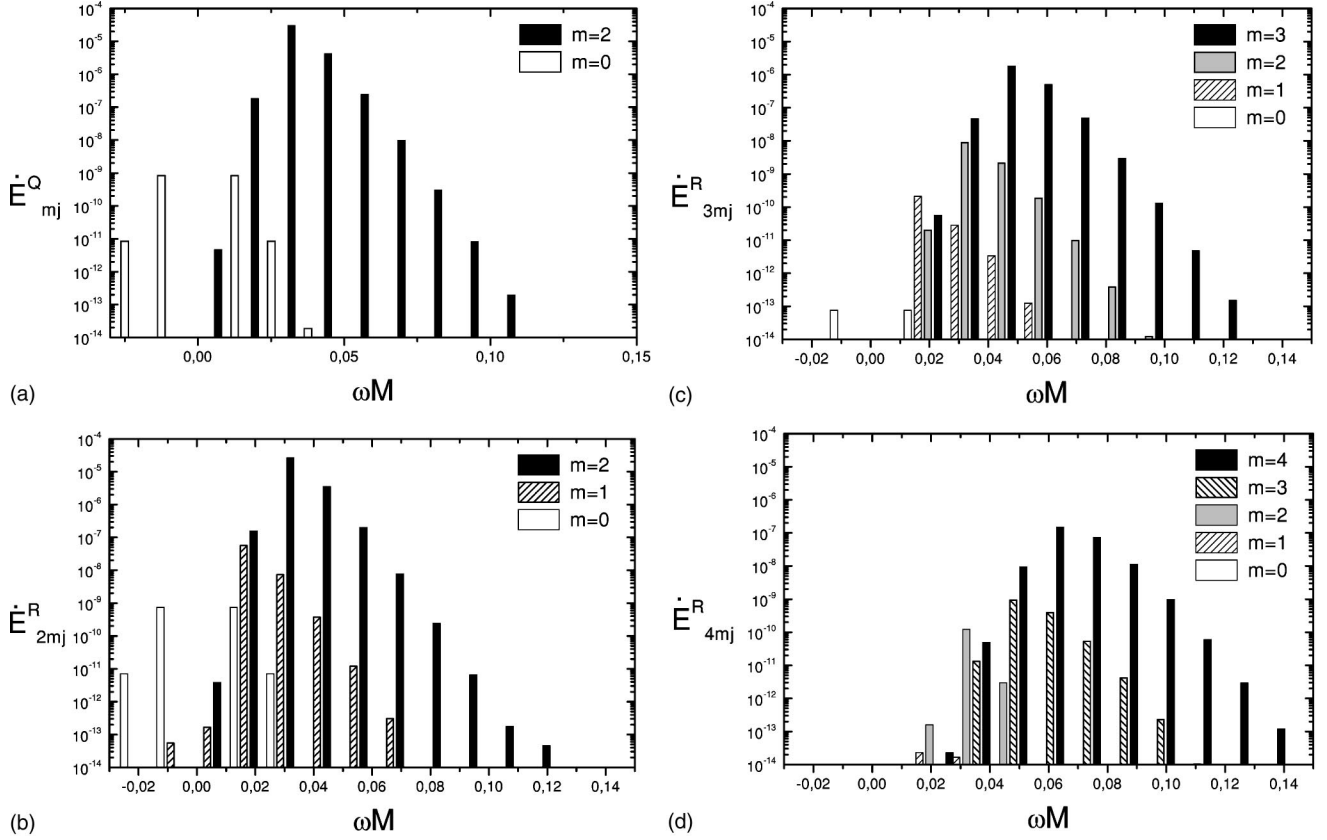 10⁻⁴
10⁻⁵
10⁻⁶
10⁻⁷
10⁻⁸
10⁻⁹
10⁻¹⁰
10⁻¹¹
10⁻¹²
10⁻¹³
10⁻¹⁴
Ė^Q_mj
m=2
m=0
0,00 0,05 0,10 0,15
ωM
(a)
10⁻⁴
10⁻⁵
10⁻⁶
10⁻⁷
10⁻⁸
10⁻⁹
10⁻¹⁰
10⁻¹¹
10⁻¹²
10⁻¹³
10⁻¹⁴
Ė^R_3mj
m=3
m=2
m=1
m=0
-0,02 0,00 0,02 0,04 0,06 0,08 0,10 0,12 0,14
ωM
(c)
10⁻⁴
10⁻⁵
10⁻⁶
10⁻⁷
10⁻⁸
10⁻⁹
10⁻¹⁰
10⁻¹¹
10⁻¹²
10⁻¹³
10⁻¹⁴
Ė^R_2mj
m=2
m=1
m=0
-0,02 0,00 0,02 0,04 0,06 0,08 0,10 0,12 0,14
ωM
(b)
10⁻⁴
10⁻⁵
10⁻⁶
10⁻⁷
10⁻⁸
10⁻⁹
10⁻¹⁰
10⁻¹¹
10⁻¹²
10⁻¹³
10⁻¹⁴
Ė^R_4mj
m=4
m=3
m=2
m=1
m=0
-0,02 0,00 0,02 0,04 0,06 0,08 0,10 0,12 0,14
ωM
(d)